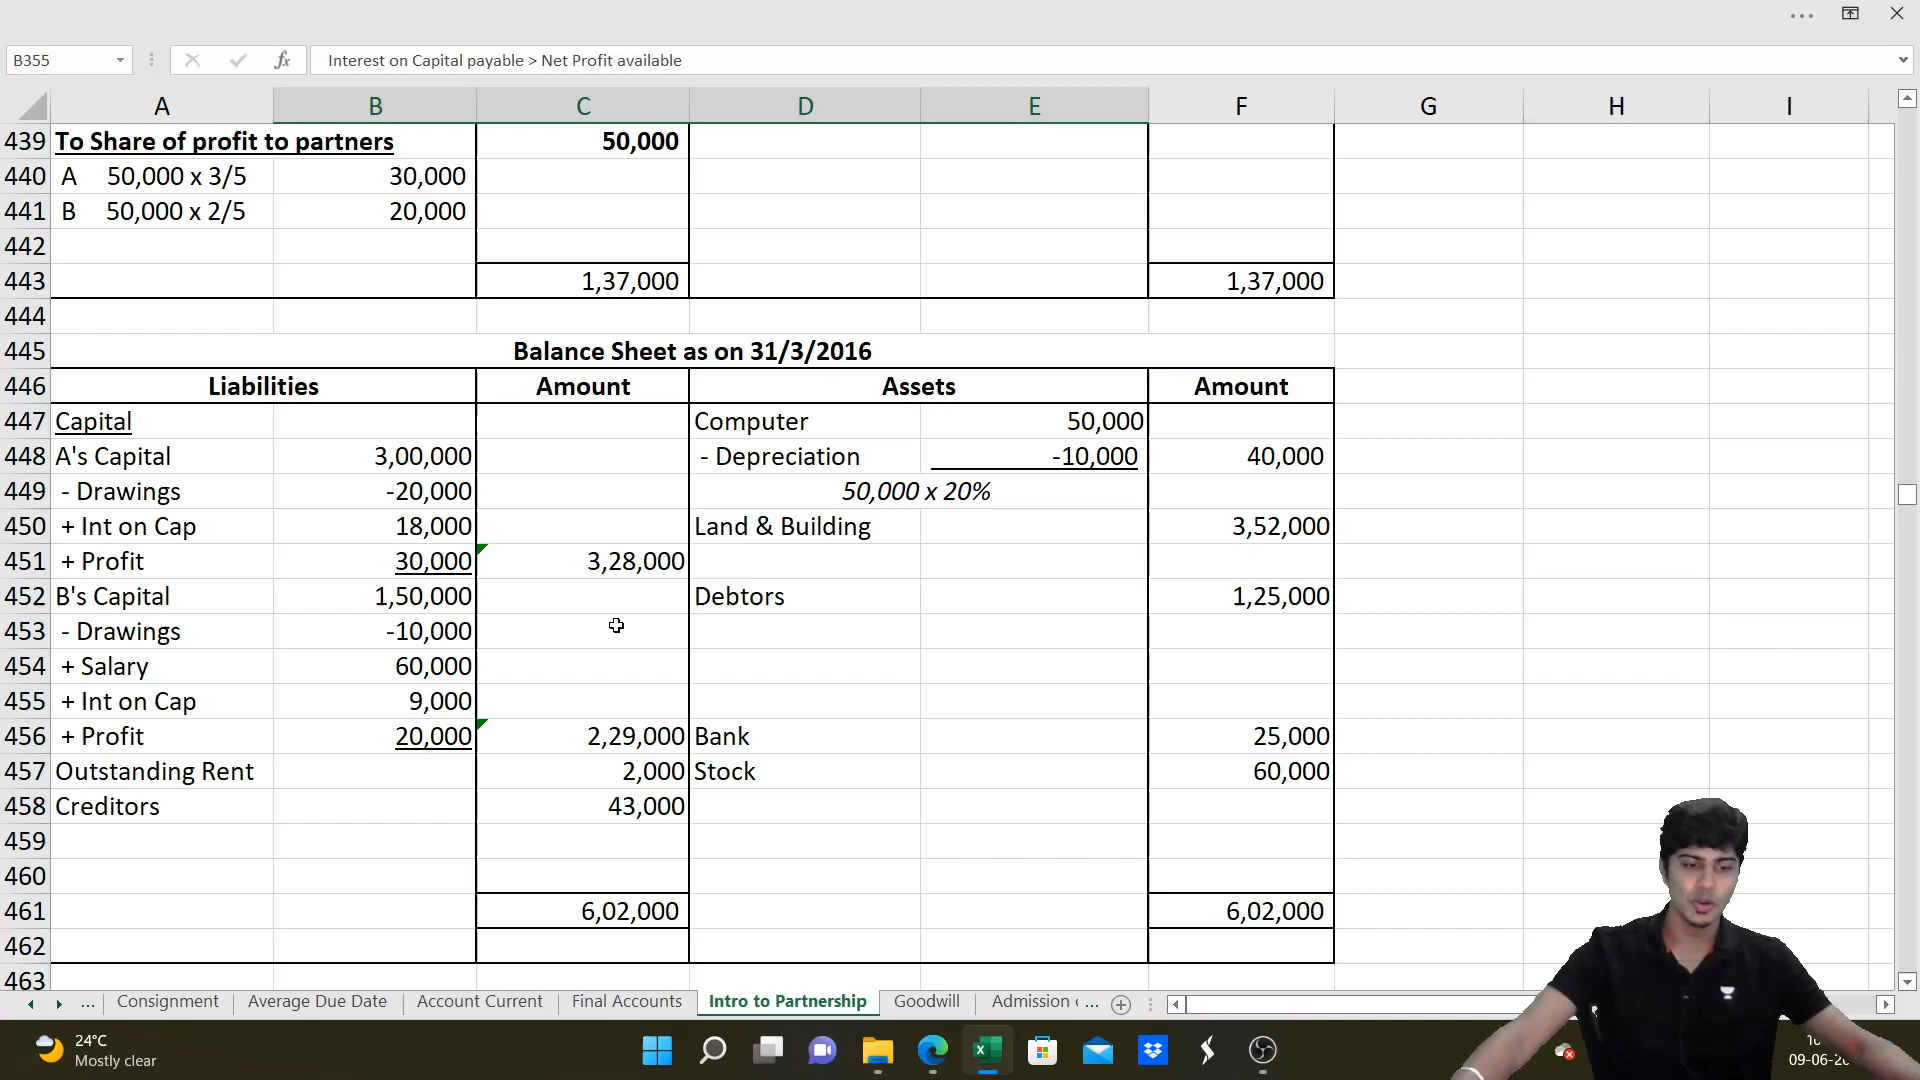 B355 fx Interest on Capital payable > Net Profit available
A B C D E F G H I
439 To Share of profit to partners 50,000
440 A 50,000 x 3/5 30,000
441 B 50,000 x 2/5 20,000
442
443 1,37,000 1,37,000
444
445 Balance Sheet as on 31/3/2016
446 Liabilities Amount Assets Amount
447 Capital Computer 50,000
448 A's Capital 3,00,000 - Depreciation -10,000 40,000
449 - Drawings -20,000 50,000 x 20%
450 + Int on Cap 18,000 Land & Building 3,52,000
451 + Profit 30,000 3,28,000
452 B's Capital 1,50,000 Debtors 1,25,000
453 - Drawings -10,000
454 + Salary 60,000
455 + Int on Cap 9,000
456 + Profit 20,000 2,29,000 Bank 25,000
457 Outstanding Rent 2,000 Stock 60,000
458 Creditors 43,000
459
460
461 6,02,000 6,02,000
462
463
... Consignment Average Due Date Account Current Final Accounts Intro to Partnership Goodwill Admission ...
24°C
Mostly clear
09-06-20